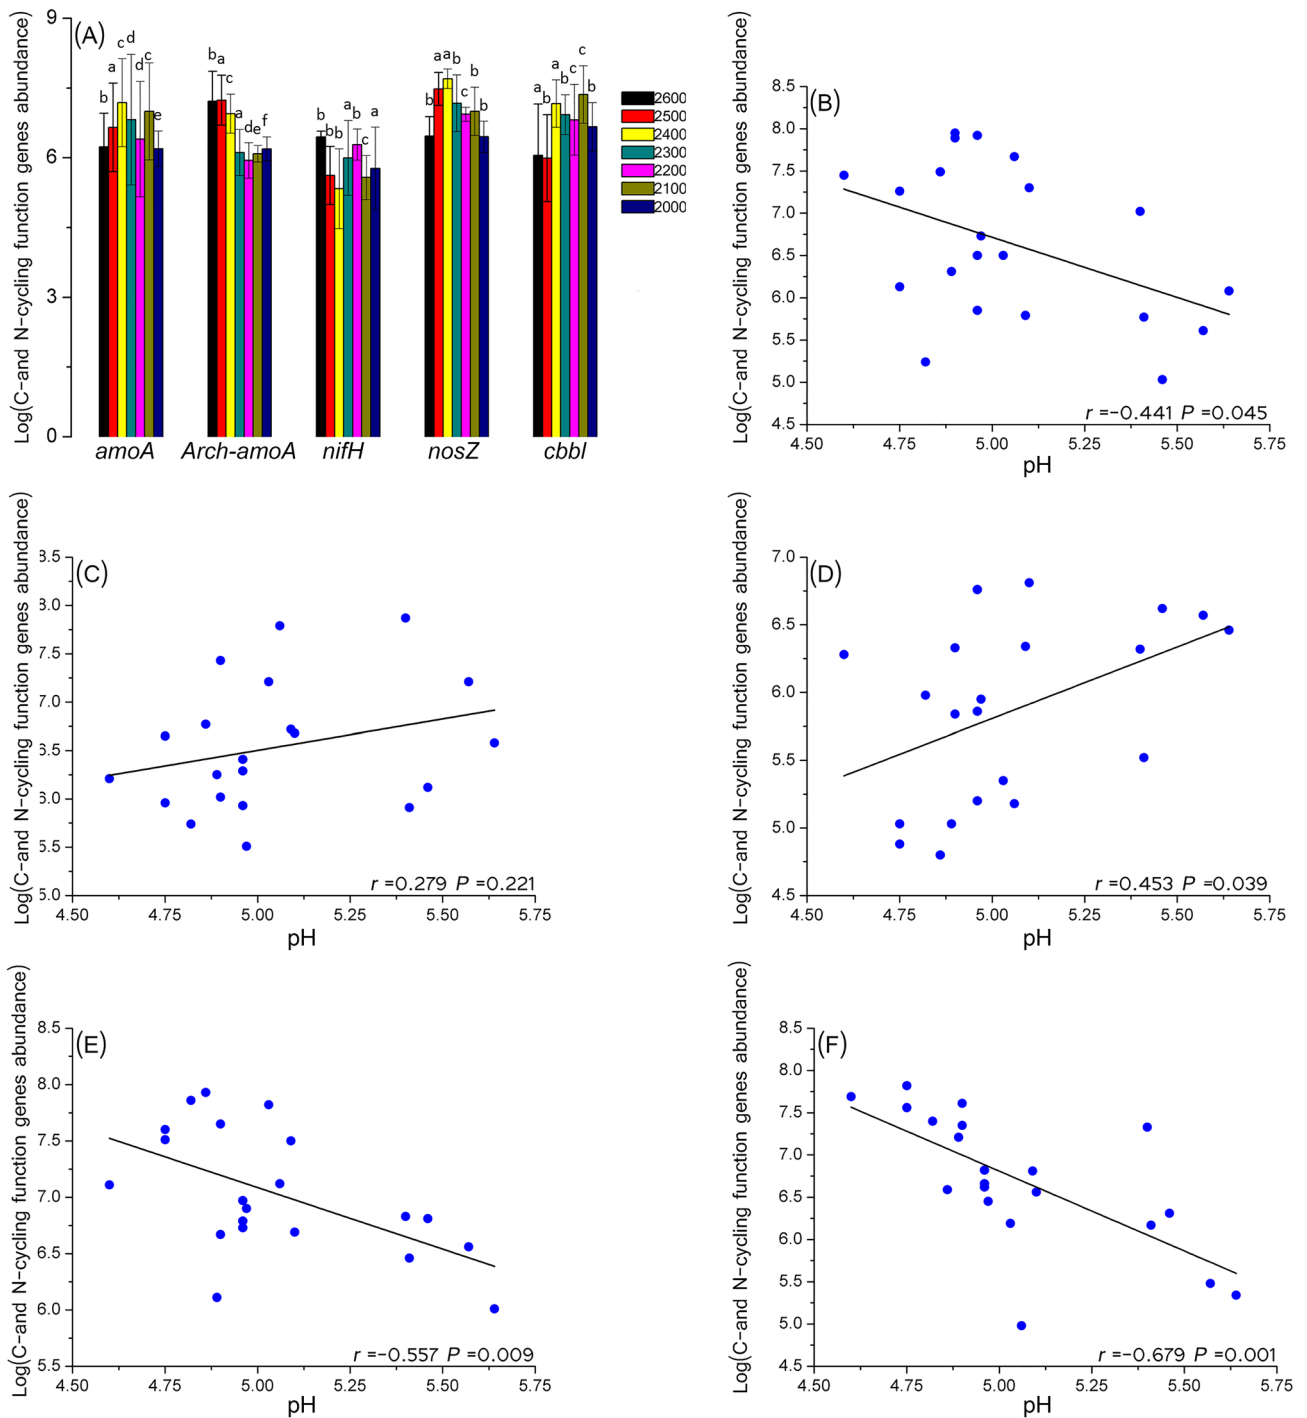 (A)
Log(C-and N-cycling function genes abundance)
9
6
3
0
b a c d d c e
b a c a d e f
b b b a b c a
b a a b c b b
a b a b c c b
2600
2500
2400
2300
2200
2100
2000
amoA Arch-amoA nifH nosZ cbbl
(B)
Log(C-and N-cycling function genes abundance)
8.5
8.0
7.5
7.0
6.5
6.0
5.5
5.0
4.5
r =-0.441 P =0.045
4.50 4.75 5.00 5.25 5.50 5.75
pH
(C)
Log(C-and N-cycling function genes abundance)
3.5
3.0
7.5
7.0
3.5
3.0
5.5
5.0
r =0.279 P =0.221
4.50 4.75 5.00 5.25 5.50 5.75
pH
(D)
Log(C-and N-cycling function genes abundance)
7.0
6.5
6.0
5.5
5.0
4.5
r =0.453 P =0.039
4.50 4.75 5.00 5.25 5.50 5.75
pH
(E)
Log(C-and N-cycling function genes abundance)
8.5
8.0
7.5
7.0
6.5
6.0
5.5
r =-0.557 P =0.009
4.50 4.75 5.00 5.25 5.50 5.75
pH
(F)
Log(C-and N-cycling function genes abundance)
8.5
8.0
7.5
7.0
6.5
6.0
5.5
5.0
4.5
r =-0.679 P =0.001
4.50 4.75 5.00 5.25 5.50 5.75
pH